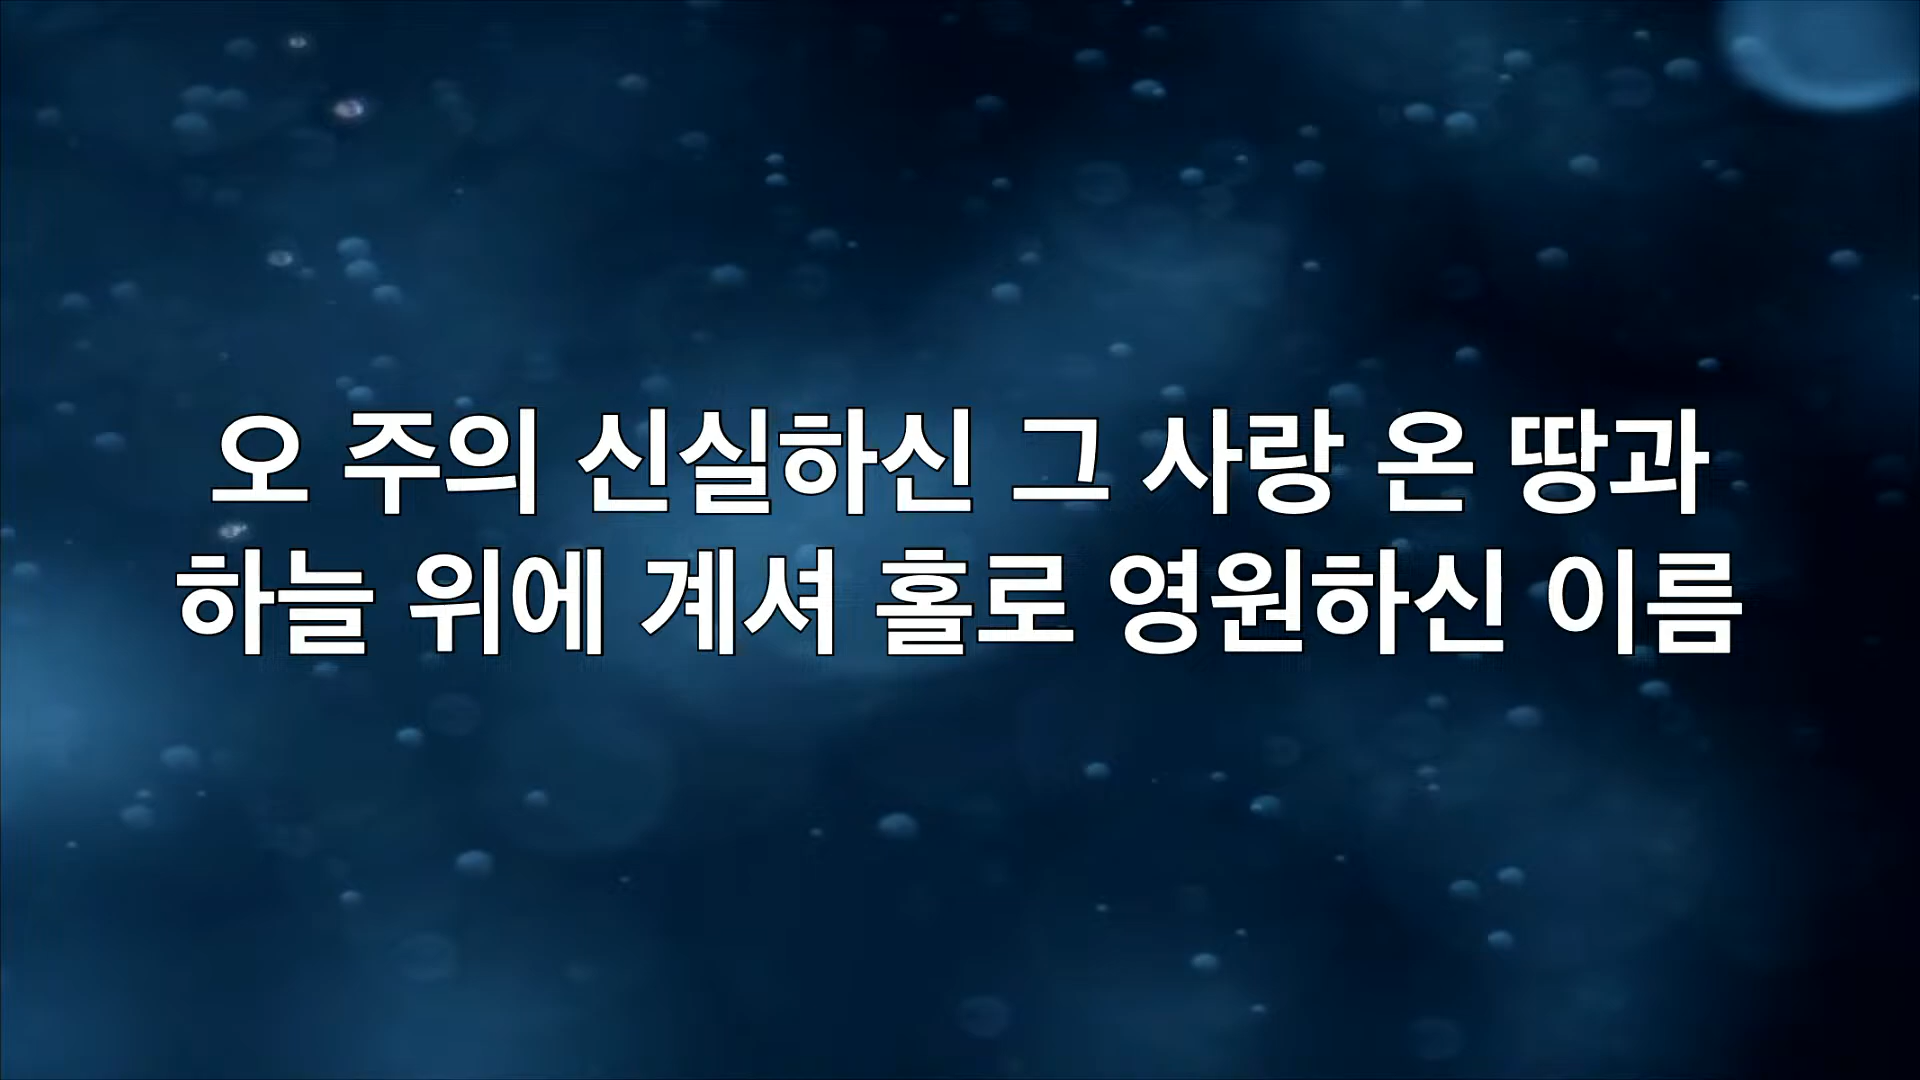 오 주의 신실하신 그 사랑 온 땅과
하늘 위에 계셔 홀로 영원하신 이름